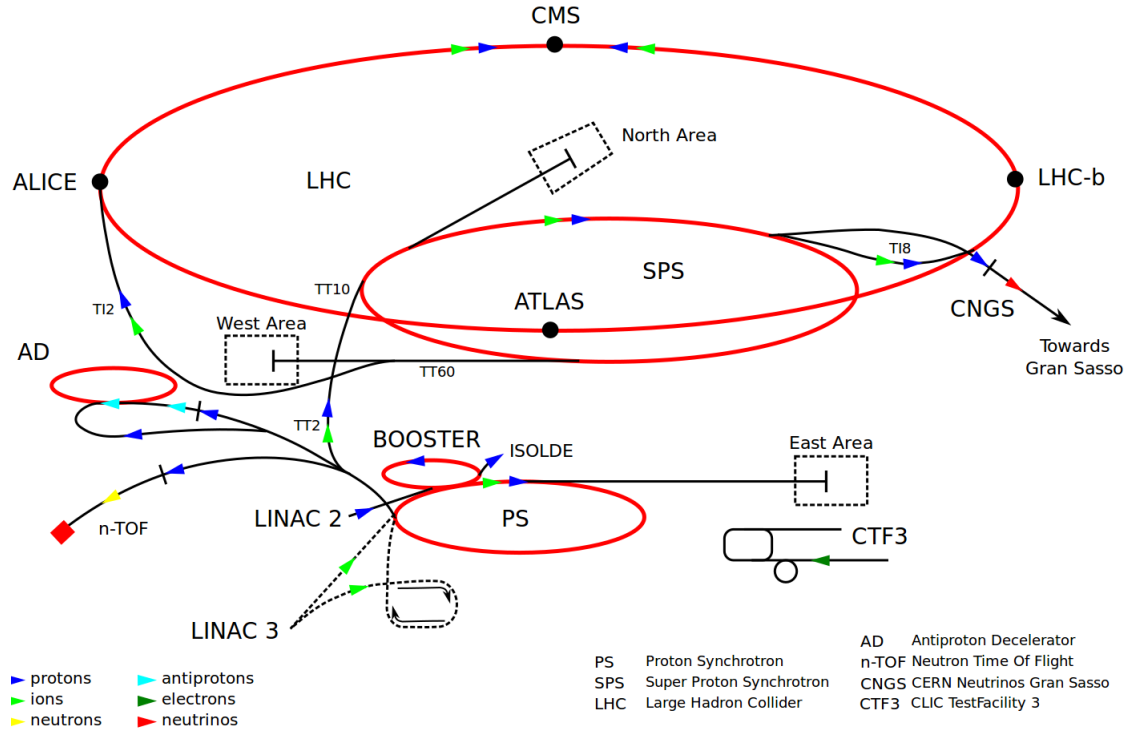 CMS
North Area
ALICE
LHC
LHC-b
TI8
SPS
TT10
ATLAS
TI2
West Area
CNGS
AD
TT60
Towards
Gran Sasso
TT2
BOOSTER
ISOLDE
East Area
LINAC 2
PS
n-TOF
CTF3
LINAC 3
protons
ions
neutrons
antiprotons
electrons
neutrinos
PS Proton Synchrotron
SPS Super Proton Synchrotron
LHC Large Hadron Collider
AD Antiproton Decelerator
n-TOF Neutron Time Of Flight
CNGS CERN Neutrinos Gran Sasso
CTF3 CLIC TestFacility 3